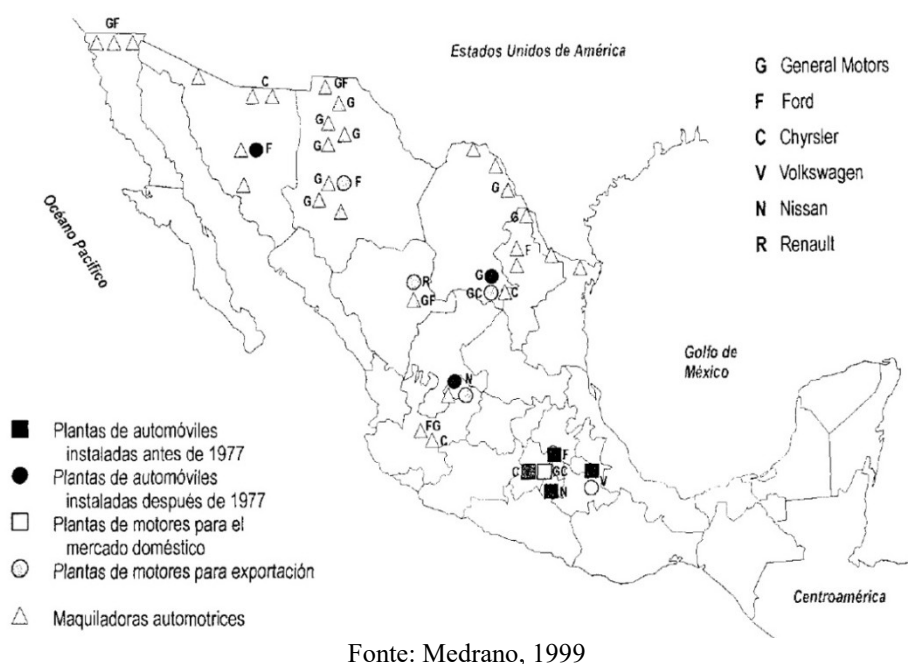 GF
Estados Unidos de América
G General Motors
F Ford
C Chyrsler
V Volkswagen
N Nissan
R Renault
C
GF
G
G
G
G
F
G
F
G
G
G
F
Océano Pacífico
R
GF
G
GC
C
Golfo de
México
N
FG
C
F
C
GC
V
N
Plantas de automóviles
instaladas antes de 1977
Plantas de automóviles
instaladas después de 1977
Plantas de motores para el
mercado doméstico
Plantas de motores para exportación
Maquiladoras automotrices
Centroamérica
Fonte: Medrano, 1999